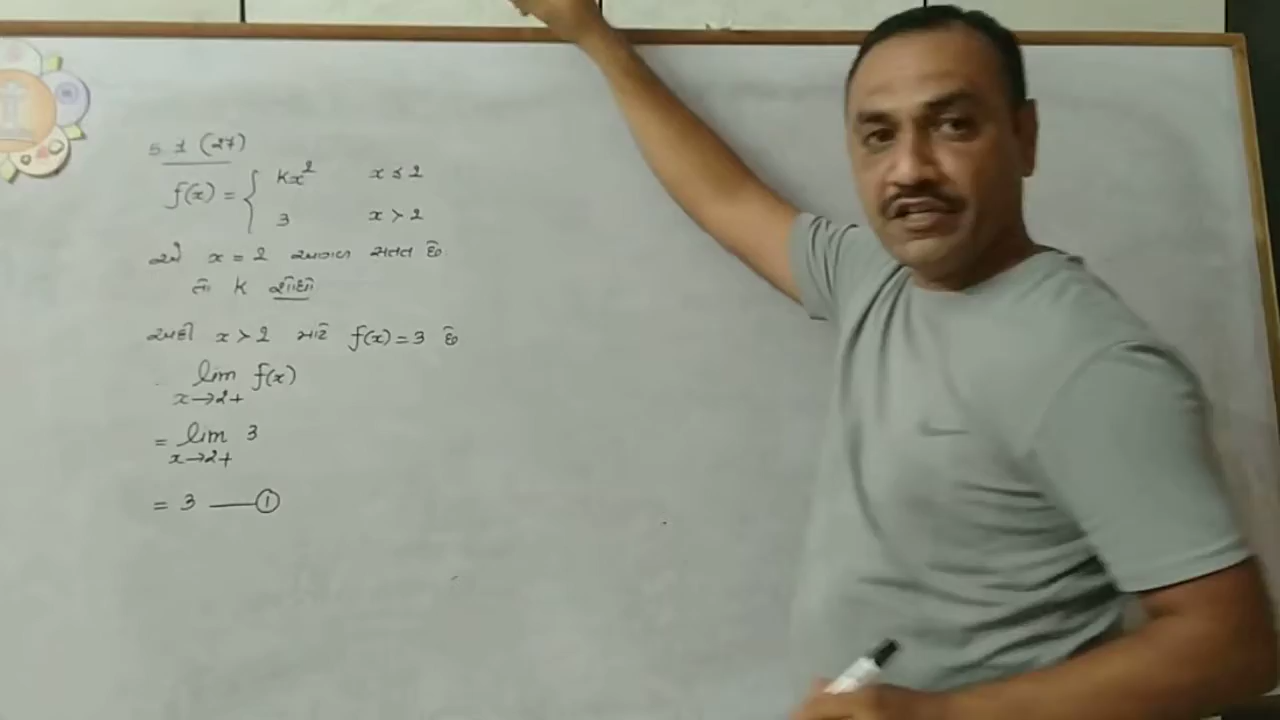 5 1 (27)
f(x) = { kx² x ≤ 2
3 x > 2
અને x = 2 આગળ સતત છે.
તો K શોધો
અહીં x > 2 માટે f(x) = 3 છે
lim f(x)
x→2+
= lim 3
x→2+
= 3 —— ①